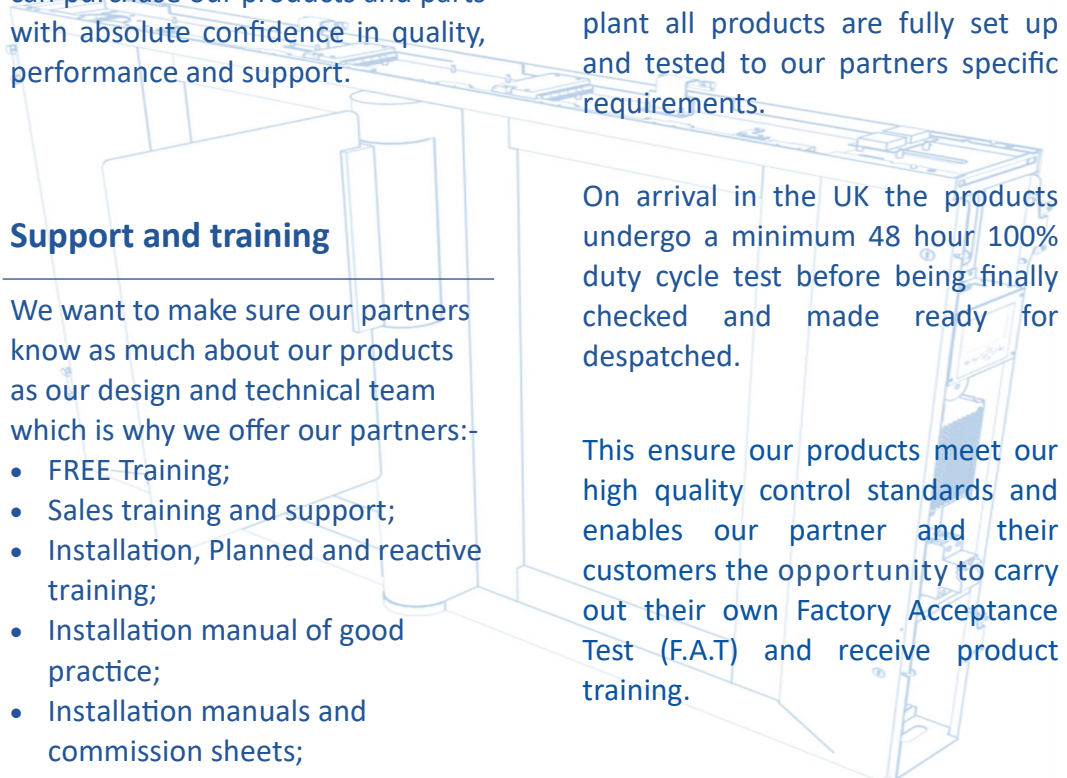 can purchase our products and parts
with absolute confidence in quality,
performance and support.
Support and training
We want to make sure our partners
know as much about our products
as our design and technical team
which is why we offer our partners:-
• FREE Training;
• Sales training and support;
• Installation, Planned and reactive
training;
• Installation manual of good
practice;
• Installation manuals and
commission sheets;
plant all products are fully set up
and tested to our partners specific
requirements.
On arrival in the UK the products
undergo a minimum 48 hour 100%
duty cycle test before being finally
checked and made ready for
despatched.
This ensure our products meet our
high quality control standards and
enables our partner and their
customers the opportunity to carry
out their own Factory Acceptance
Test (F.A.T) and receive product
training.